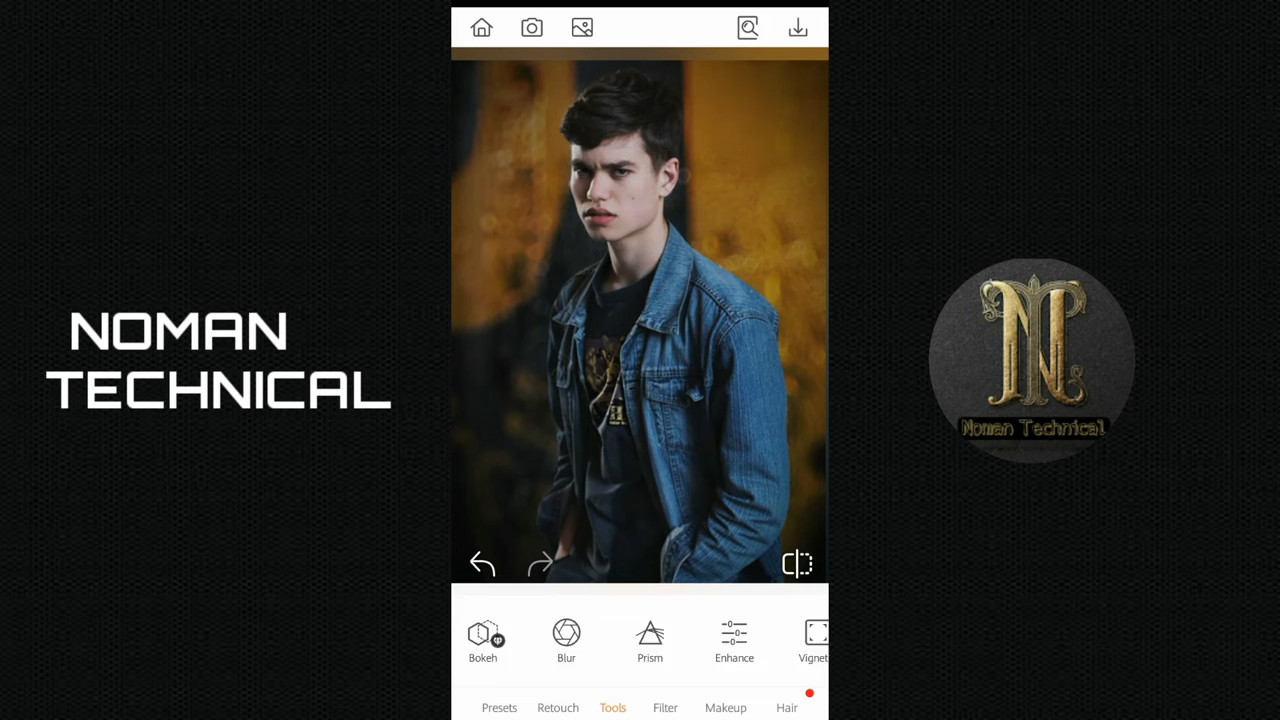 NOMAN
TECHNICAL
Noman Technical
Bokeh
Blur
Prism
Enhance
Vignet
Presets
Retouch
Tools
Filter
Makeup
Hair